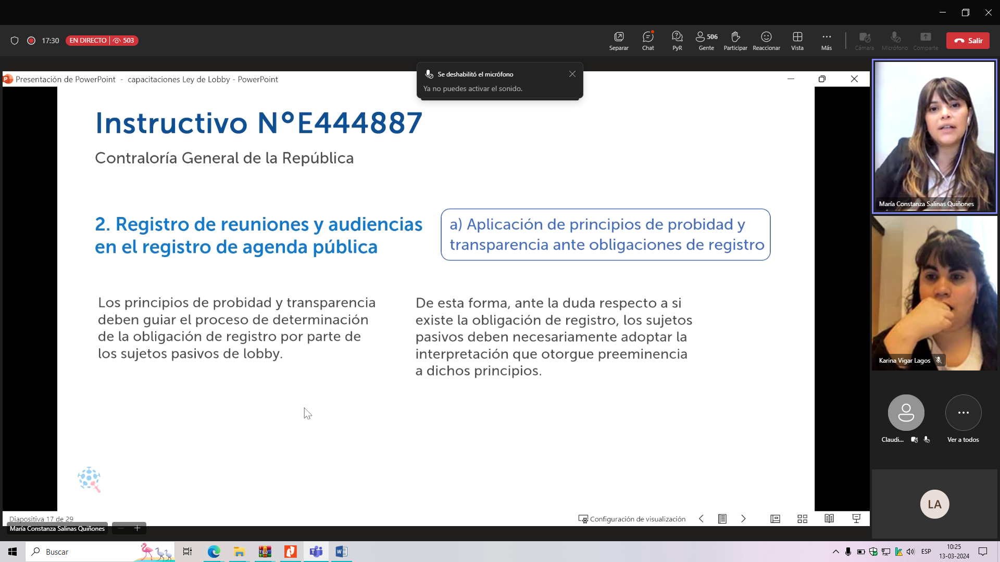 17:30 EN DIRECTO 503
Separar Chat PyR 506 Gente Participar Reaccionar Vista Más Cámara Micrófono Comparte Salir
Presentación de PowerPoint - capacitaciones Ley de Lobby - PowerPoint
Se deshabilitó el micrófono
Ya no puedes activar el sonido.
Instructivo N°E444887
Contraloría General de la República
2. Registro de reuniones y audiencias
en el registro de agenda pública
a) Aplicación de principios de probidad y
transparencia ante obligaciones de registro
Los principios de probidad y transparencia
deben guiar el proceso de determinación
de la obligación de registro por parte de
los sujetos pasivos de lobby.
De esta forma, ante la duda respecto a si
existe la obligación de registro, los sujetos
pasivos deben necesariamente adoptar la
interpretación que otorgue preeminencia
a dichos principios.
María Constanza Salinas Quiñones
Karina Vigar Lagos
Claudi... Ver a todos
LA
Diapositiva 17 de 29
Configuración de visualización
María Constanza Salinas Quiñones
Buscar
ESP
10:25
13-03-2024